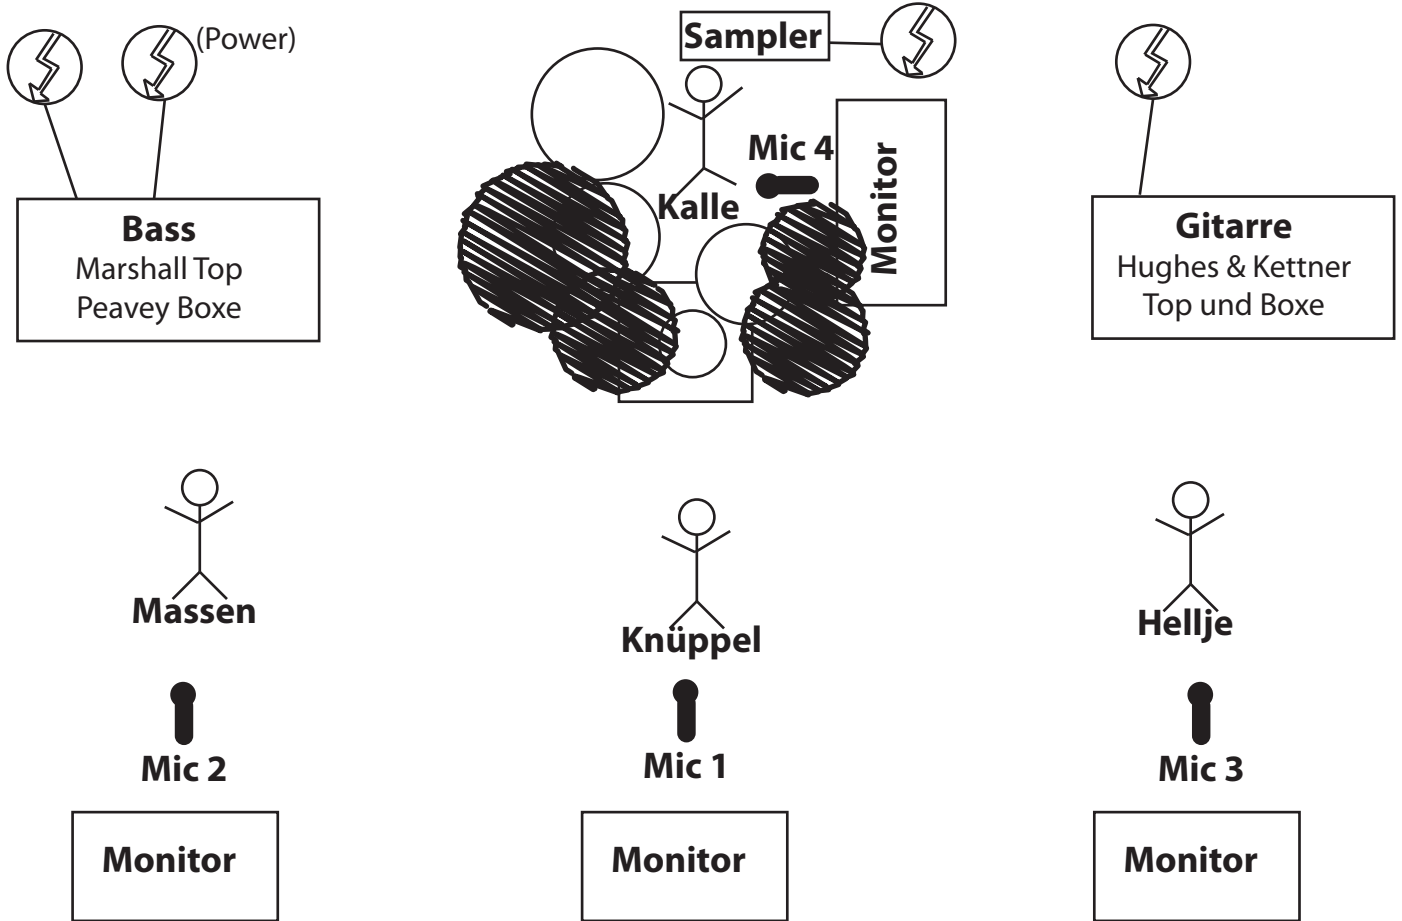 (Power)
Sampler
Mic 4
Monitor
Kalle
Bass
Marshall Top
Peavey Boxe
Gitarre
Hughes & Kettner
Top und Boxe
Massen
Knüppel
Hellje
Mic 2
Mic 1
Mic 3
Monitor
Monitor
Monitor